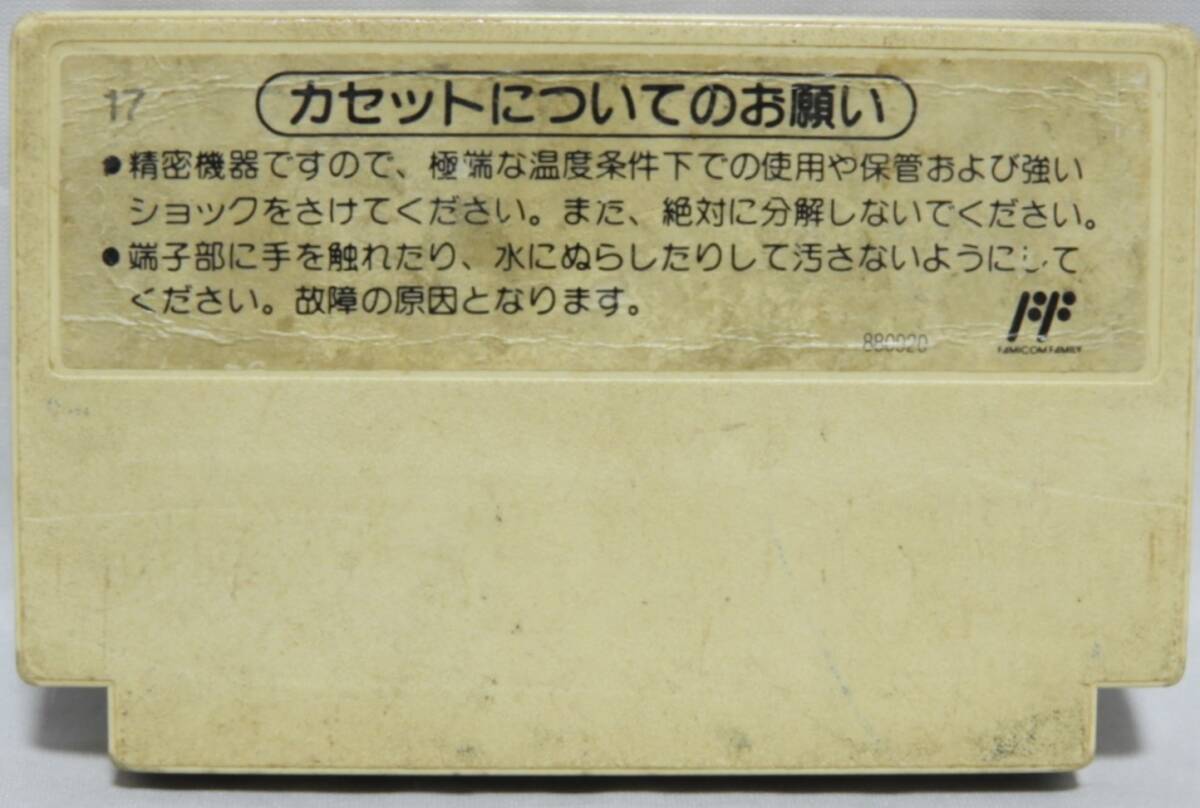 17
カセットについてのお願い
●精密機器ですので、極端な温度条件下での使用や保管および強い
ショックをさけてください。また、絶対に分解しないでください。
●端子部に手を触れたり、水にぬらしたりして汚さないようにして
ください。故障の原因となります。
FAMICOM FAMILY